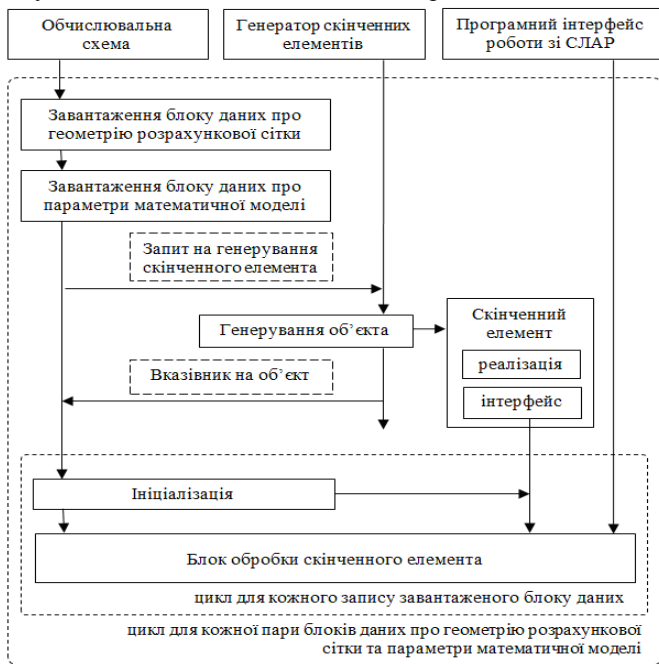 Обчислювальна
схема
Генератор скінченних
елементів
Програмний інтерфейс
роботи зі СЛАР
Завантаження блоку даних про
геометрію розрахункової сітки
Завантаження блоку даних про
параметри математичної моделі
Запит на генерування
скінченного елемента
Генерування об’єкта
Скінченний
елемент
реалізація
інтерфейс
Вказівник на об’єкт
Ініціалізація
Блок обробки скінченного елемента
цикл для кожного запису завантаженого блоку даних
цикл для кожної пари блоків даних про геометрію розрахункової
сітки та параметри математичної моделі